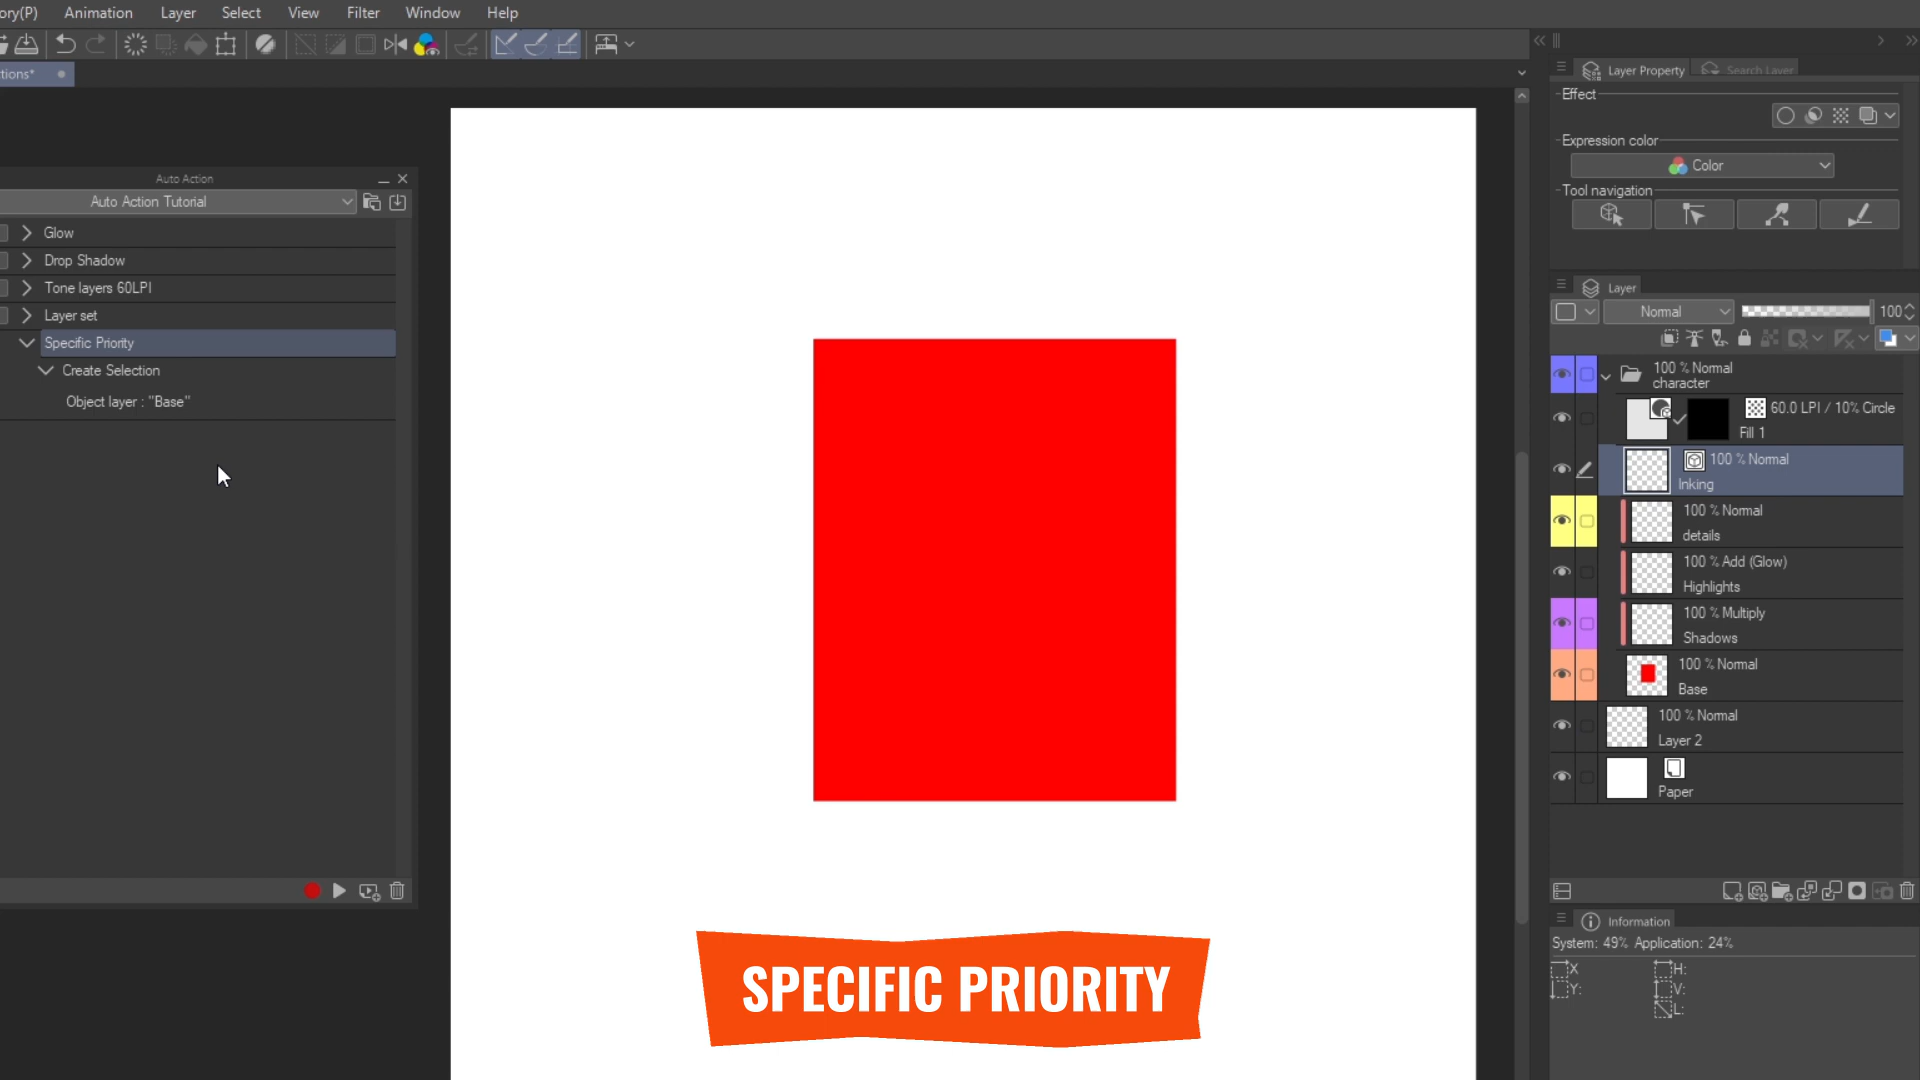 ory(P) Animation Layer Select View Filter Window Help
tions*
Auto Action
Auto Action Tutorial
Glow
Drop Shadow
Tone layers 60LPI
Layer set
Specific Priority
Create Selection
Object layer : "Base"
SPECIFIC PRIORITY
Layer Property Search Layer
Effect
Expression color
Color
Tool navigation
Layer
Normal 100
100 % Normal
character
60.0 LPI / 10% Circle
Fill 1
100 % Normal
Inking
100 % Normal
details
100 % Add (Glow)
Highlights
100 % Multiply
Shadows
100 % Normal
Base
100 % Normal
Layer 2
Paper
Information
System: 49% Application: 24%
X H:
Y: V:
L: